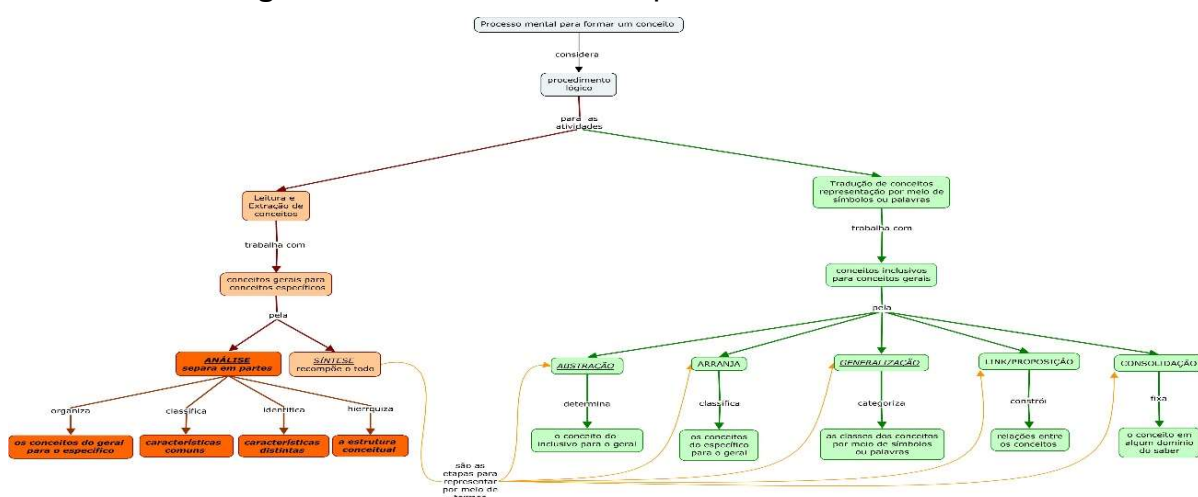 Processo mental para formar um conceito
considera
procedimento
lógico
para as
atividades
Leitura e
Extração de
conceitos
trabalha com
conceitos gerais para
conceitos específicos
pela
ANÁLISE
separa em partes
SÍNTESE
recompõe o todo
organiza
classifica
identifica
hierrquiza
os conceitos do geral
para o específico
características
comuns
características
distintas
a estrutura
conceitual
Tradução de conceitos
representação por meio de
símbolos ou palavras
trabalha com
conceitos inclusivos
para conceitos gerais
pela
ABSTRAÇÃO
ARRANJA
GENERALIZAÇÃO
LINK/PROPOSIÇÃO
CONSOLIDAÇÃO
determina
classifica
categoriza
constrói
fixa
o conceito do
inclusivo para o geral
os conceitos
do específico
para o geral
as classes dos conceitos
por meio de símbolos
ou palavras
relações entre
os conceitos
o conceito em
algum domínio
do saber
são as
etapas para
representar
por meio de